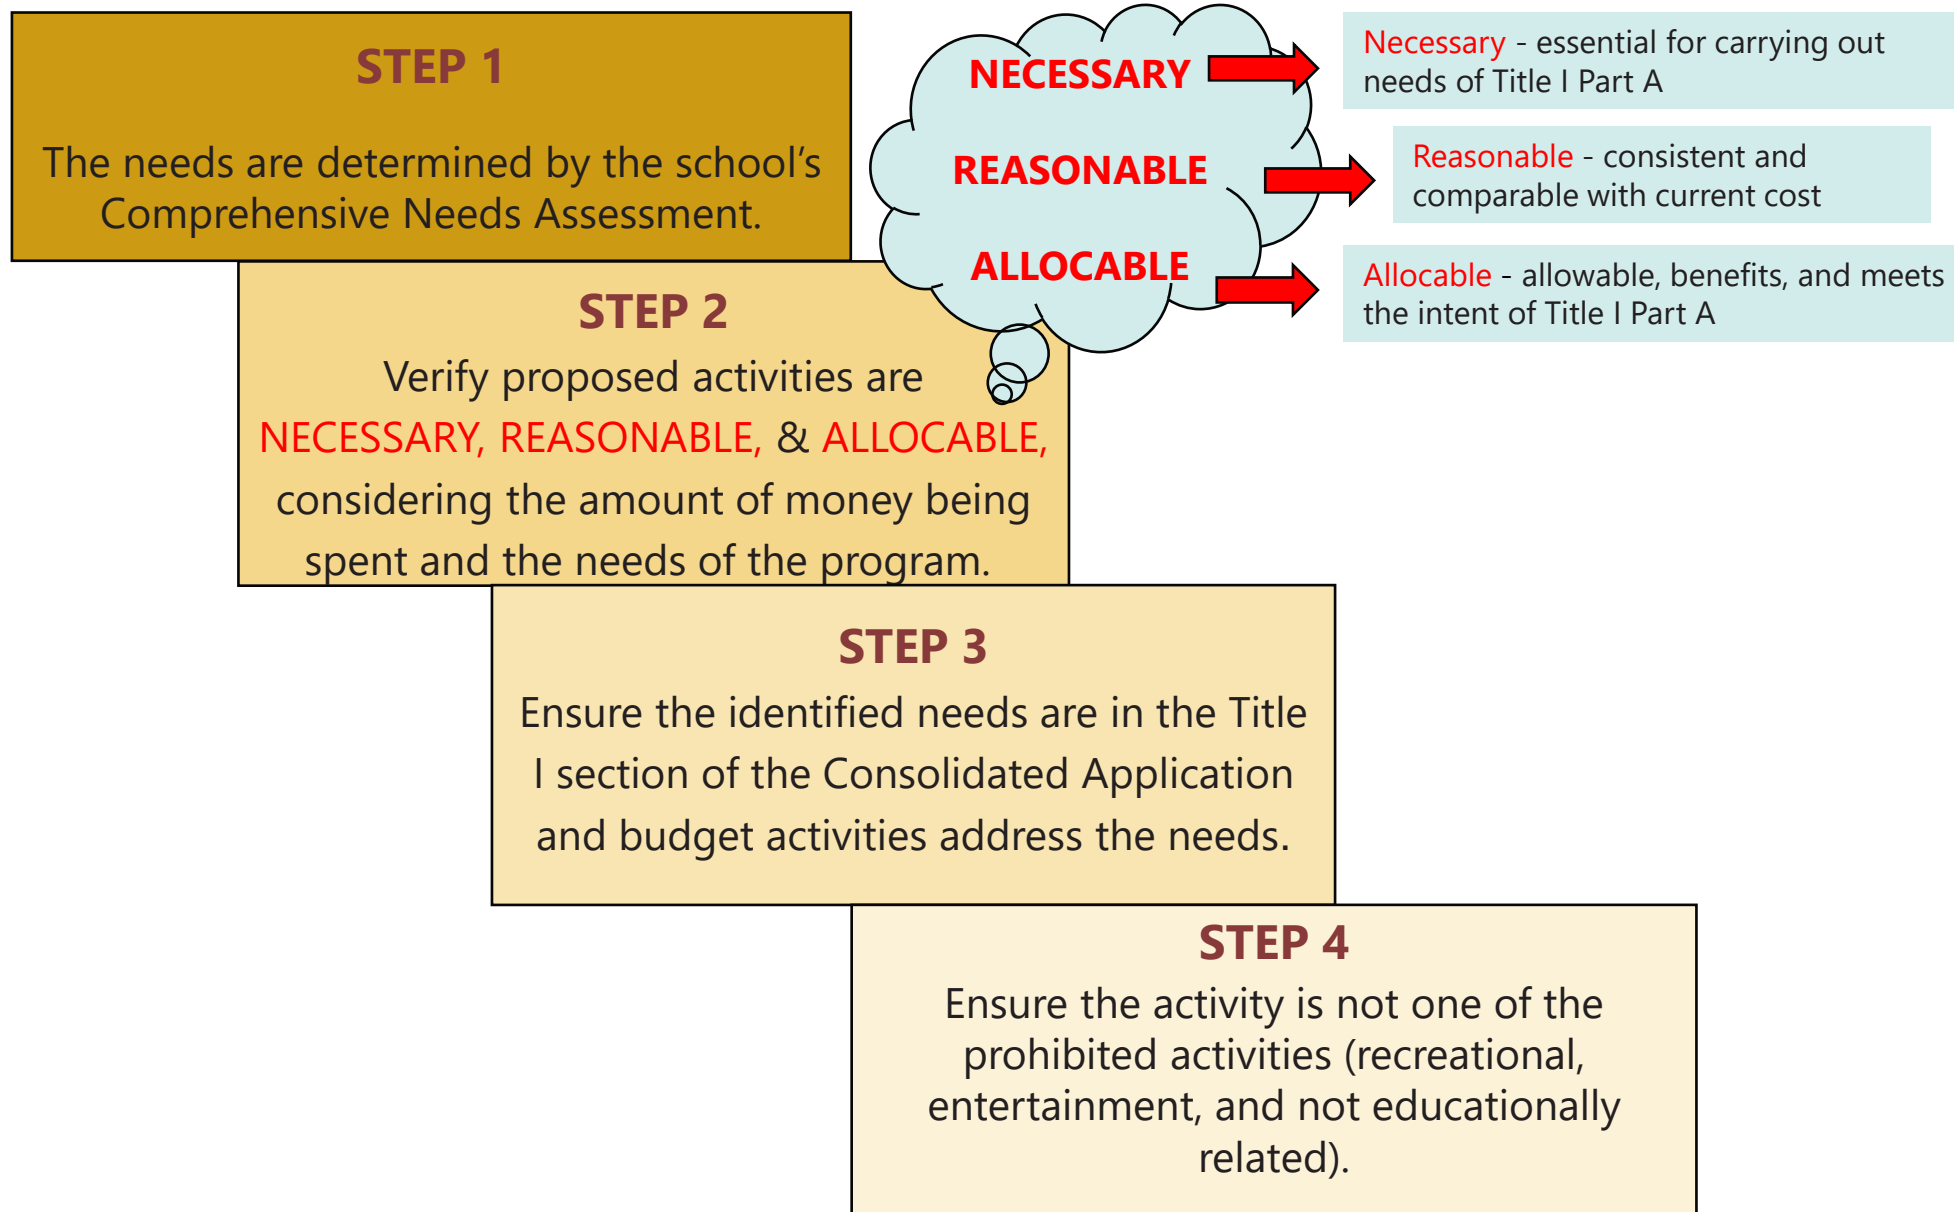 STEP 1
The needs are determined by the school’s
Comprehensive Needs Assessment.
NECESSARY
REASONABLE
ALLOCABLE
Necessary - essential for carrying out
needs of Title I Part A
Reasonable - consistent and
comparable with current cost
Allocable - allowable, benefits, and meets
the intent of Title I Part A
STEP 2
Verify proposed activities are
NECESSARY, REASONABLE, & ALLOCABLE,
considering the amount of money being
spent and the needs of the program.
STEP 3
Ensure the identified needs are in the Title
I section of the Consolidated Application
and budget activities address the needs.
STEP 4
Ensure the activity is not one of the
prohibited activities (recreational,
entertainment, and not educationally
related).